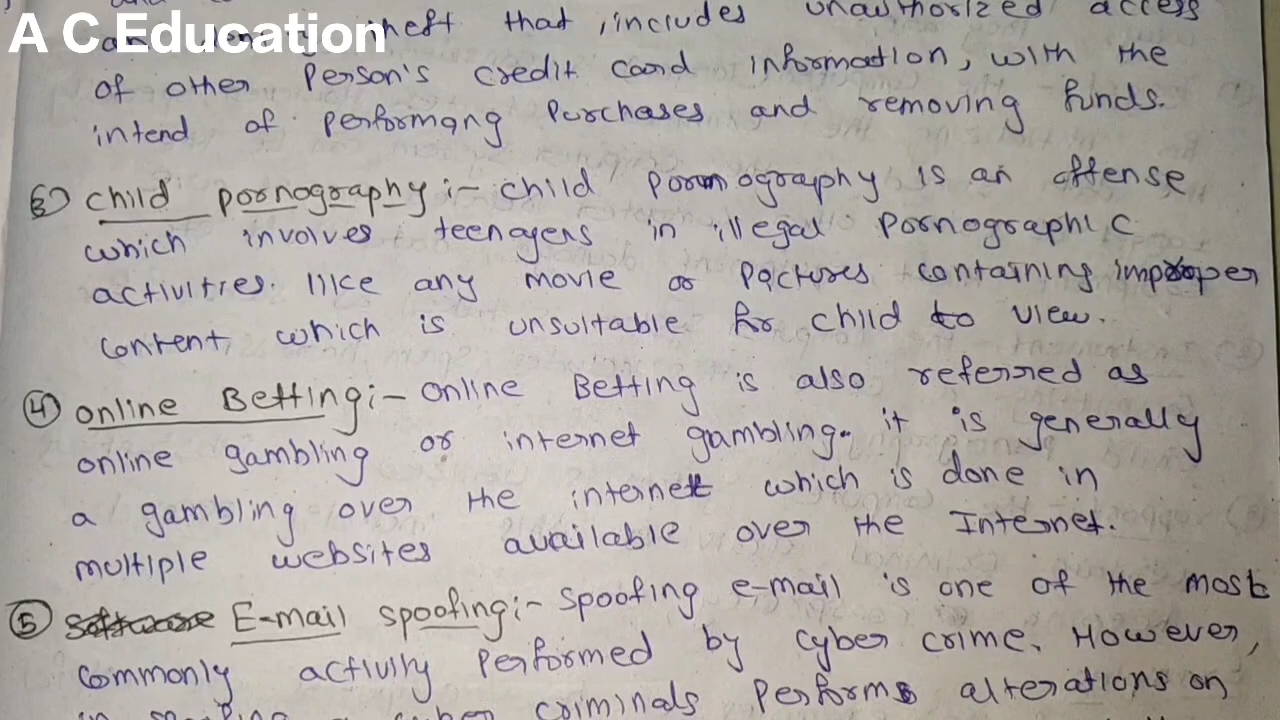 theft that , includes unauthorized access
A C Education
of other Person's credit card information, with the
intend of performang Purchases and removing funds.
③ child pornography :- child pornography is an offense
which involves teenagers in illegal Pornographic
activities. like any movie or Pactures containing improper
content, which is unsuitable for child to view.
④ online Betting :- online Betting is also referred as
online gambling or internet gambling. it is generally
a gambling over the internet which is done in
multiple websites available over the Internet.
⑤ E-mail spoofing :- spoofing e-mail is one of the most
commonly activity Performed by cyber crime. However,
cyber criminals Performs alterations on